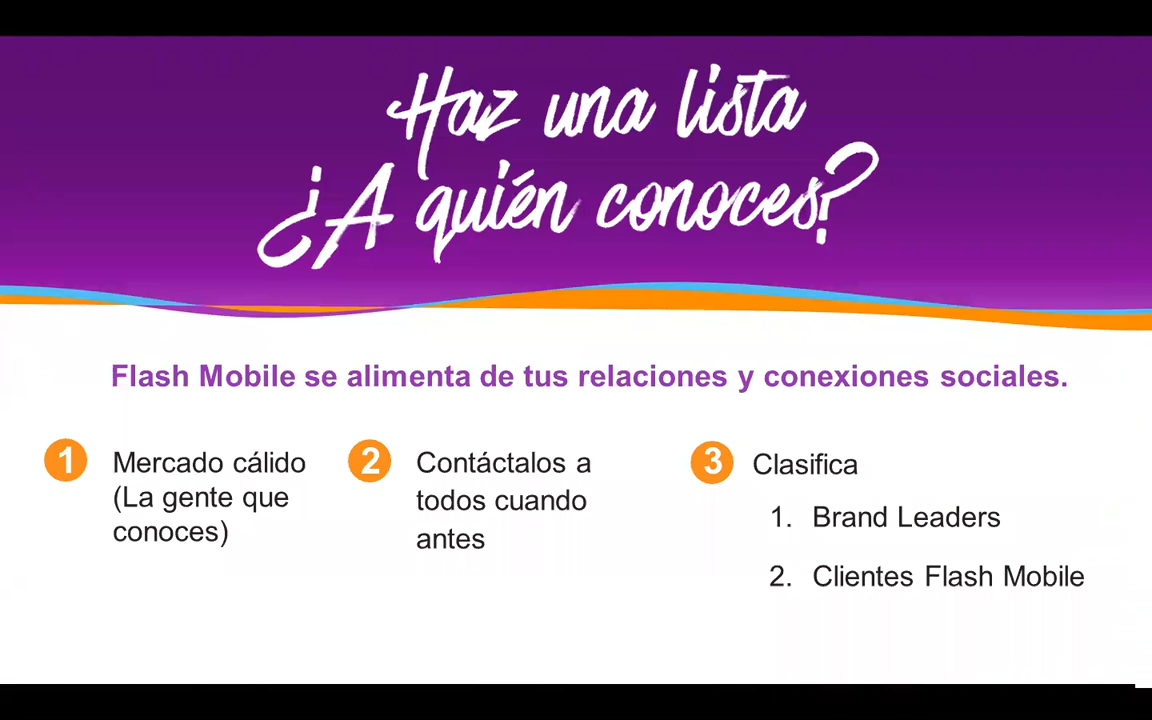 Haz una lista
¿A quién conoces?
Flash Mobile se alimenta de tus relaciones y conexiones sociales.
1 Mercado cálido
(La gente que
conoces)
2 Contáctalos a
todos cuando
antes
3 Clasifica
1. Brand Leaders
2. Clientes Flash Mobile